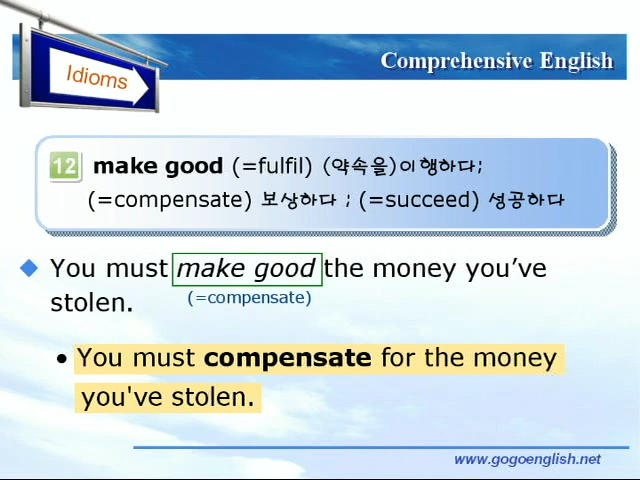 Comprehensive English
Idioms
12 make good (=fulfil) (약속을)이행하다;
(=compensate) 보상하다 ; (=succeed) 성공하다
You must make good the money you’ve
(=compensate)
stolen.
• You must compensate for the money
you've stolen.
www.gogoenglish.net